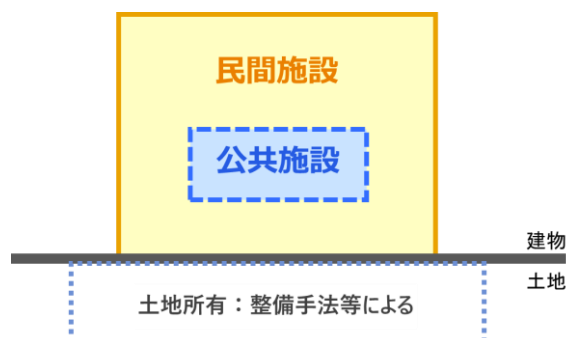 民間施設
公共施設
建物
土地
土地所有：整備手法等による